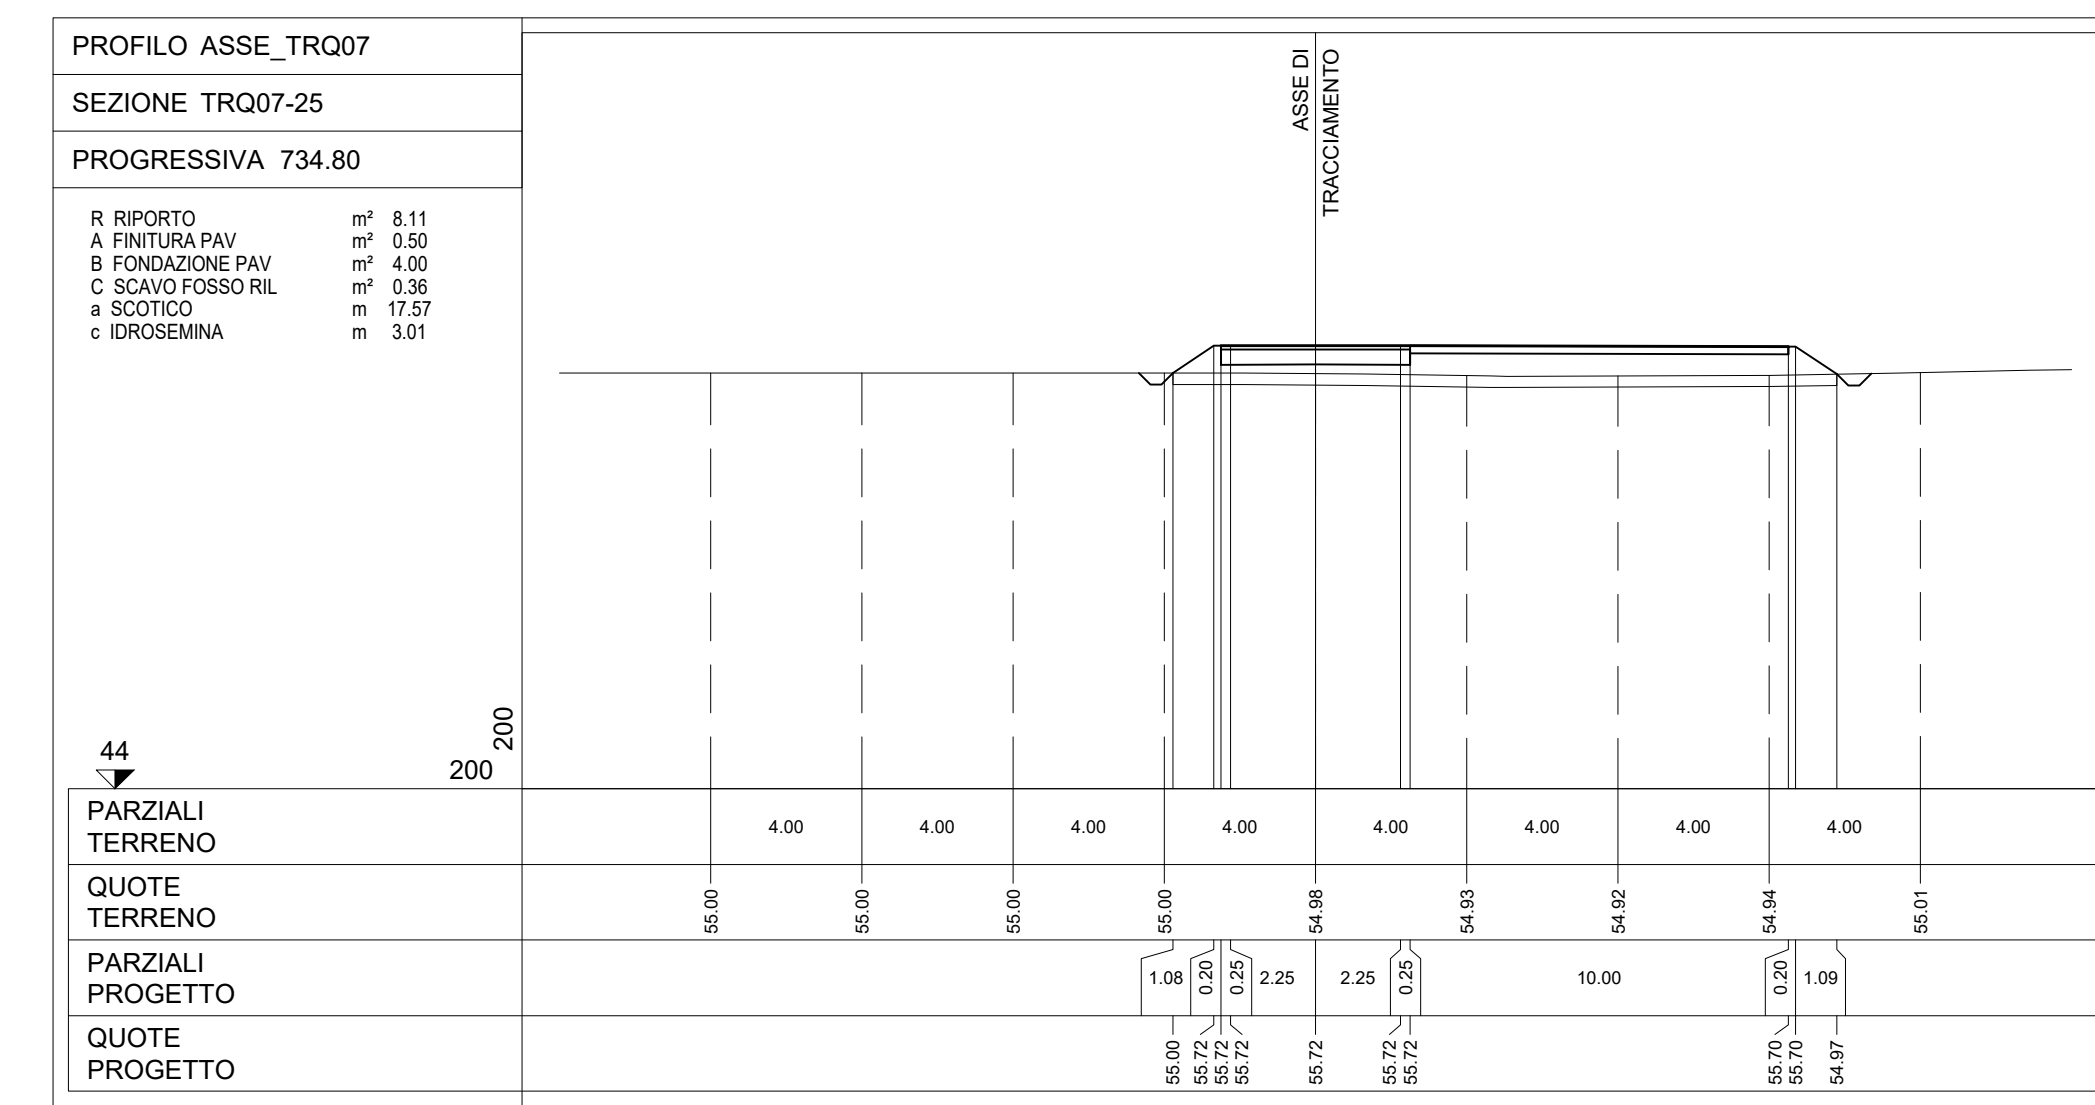 PROFILO ASSE_TRQ07
SEZIONE TRQ07-25
PROGRESSIVA 734.80
R RIPORTO m² 8.11
A FINITURA PAV m² 0.50
B FONDAZIONE PAV m² 4.00
C SCAVO FOSSO RIL m² 0.36
a SCOTICO m 17.57
c IDROSEMINA m 3.01
ASSE DI
TRACCIAMENTO
44
200
200
PARZIALI
TERRENO
4.00 4.00 4.00 4.00 4.00 4.00 4.00 4.00
QUOTE
TERRENO
55.00 55.00 55.00 55.00 54.98 54.93 54.92 54.94 55.01
PARZIALI
PROGETTO
1.08 0.20 0.25 2.25 2.25 0.25 10.00 0.20 1.09
QUOTE
PROGETTO
55.00 55.72 55.72 55.72 55.72 55.72 55.72 55.70 55.70 54.97